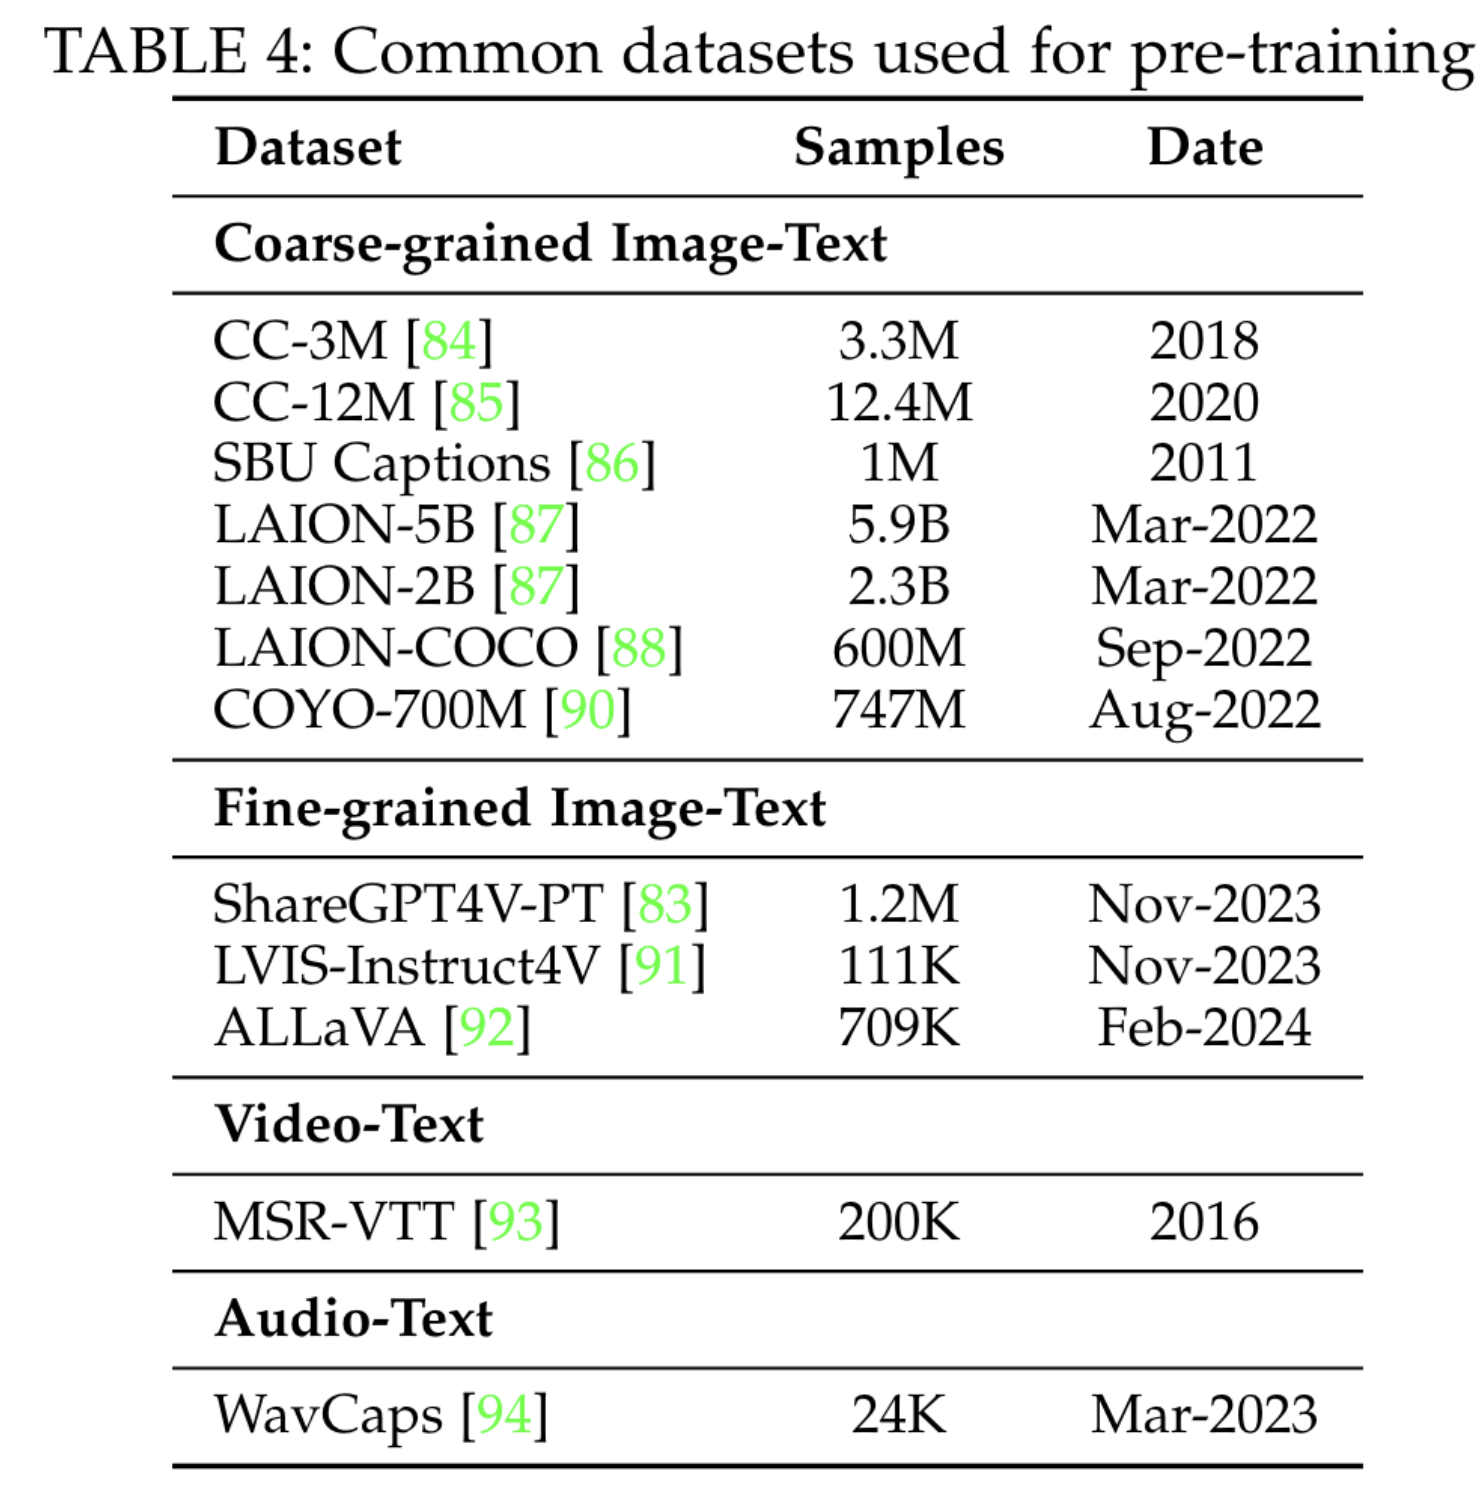 TABLE 4: Common datasets used for pre-training
Dataset Samples Date
Coarse-grained Image-Text
CC-3M [84] 3.3M 2018
CC-12M [85] 12.4M 2020
SBU Captions [86] 1M 2011
LAION-5B [87] 5.9B Mar-2022
LAION-2B [87] 2.3B Mar-2022
LAION-COCO [88] 600M Sep-2022
COYO-700M [90] 747M Aug-2022
Fine-grained Image-Text
ShareGPT4V-PT [83] 1.2M Nov-2023
LVIS-Instruct4V [91] 111K Nov-2023
ALLaVA [92] 709K Feb-2024
Video-Text
MSR-VTT [93] 200K 2016
Audio-Text
WavCaps [94] 24K Mar-2023